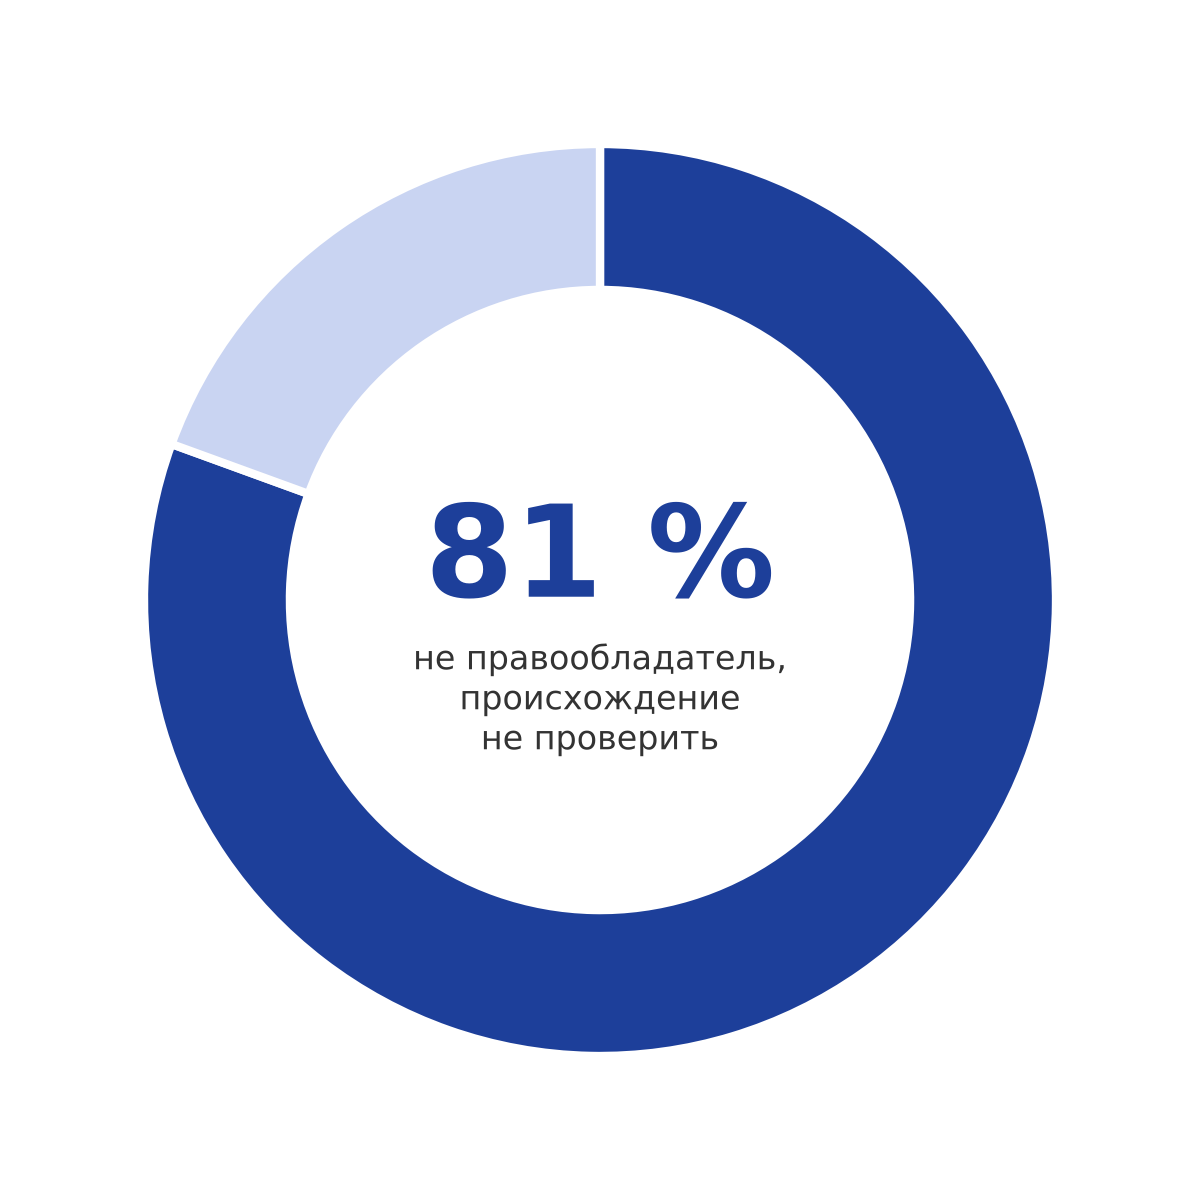 81 %
не правообладатель,
происхождение
не проверить